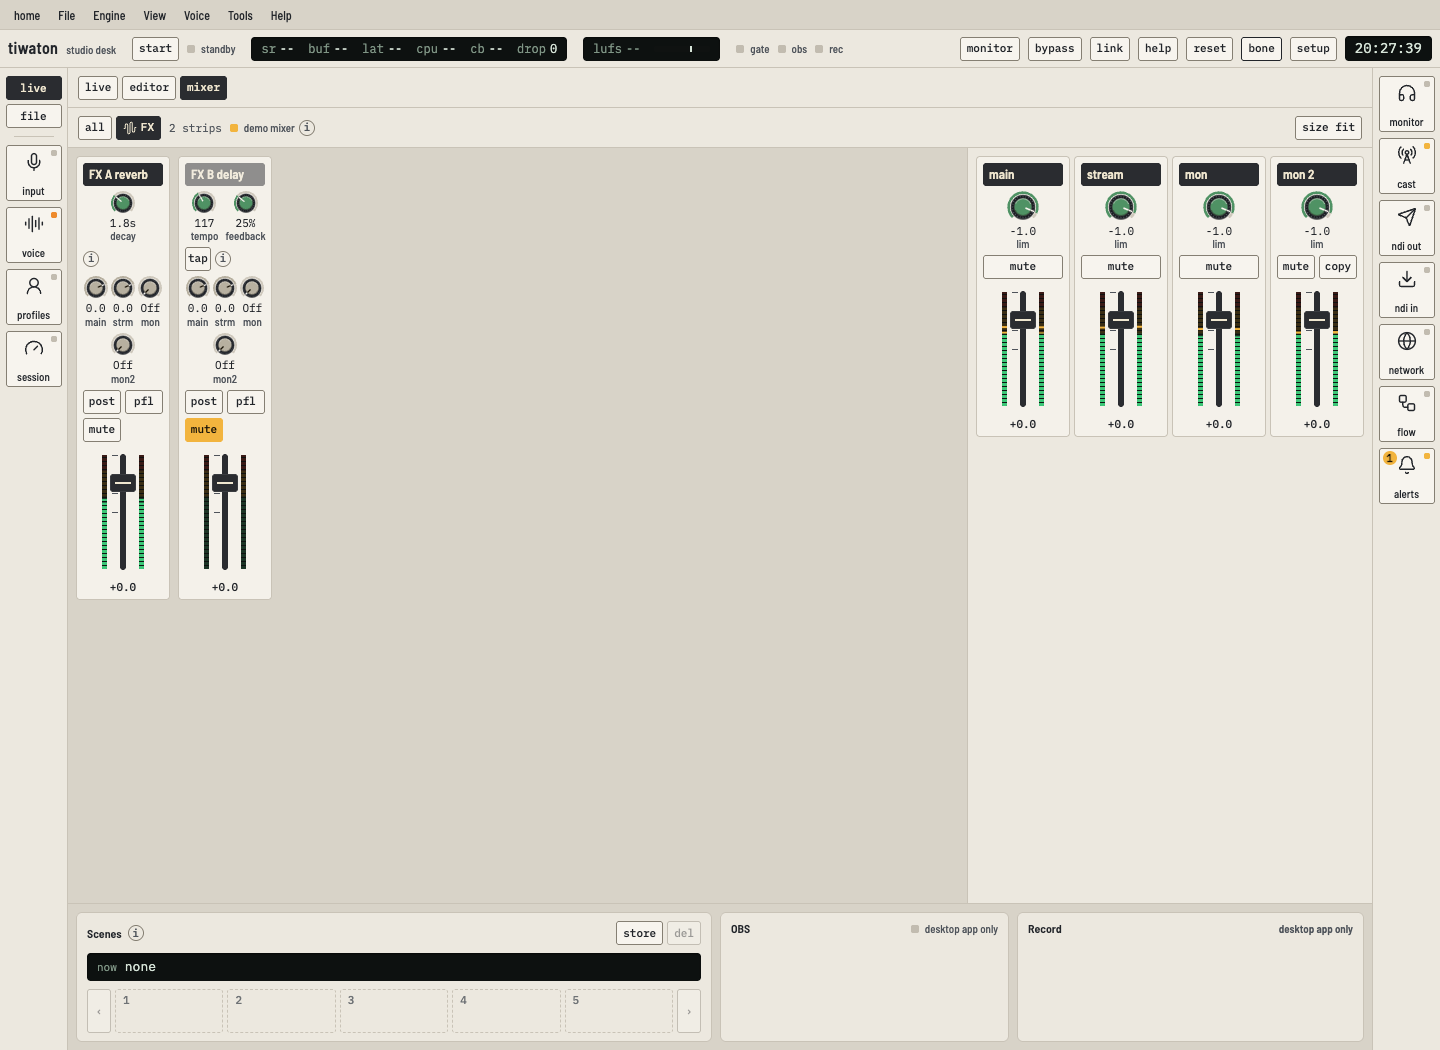 home File Engine View Voice Tools Help
tiwaton studio desk start standby sr -- buf -- lat -- cpu -- cb -- drop 0 lufs -- gate obs rec monitor bypass link help reset bone setup 20:27:39
live
file
input
voice
profiles
session
live editor mixer
all FX 2 strips demo mixer i size fit
FX A reverb
1.8s
decay
i
0.0 0.0 Off
main strm mon
Off
mon2
post pfl
mute
+0.0
FX B delay
117 25%
tempo feedback
tap i
0.0 0.0 Off
main strm mon
Off
mon2
post pfl
mute
+0.0
main
-1.0
lim
mute
+0.0
stream
-1.0
lim
mute
+0.0
mon
-1.0
lim
mute
+0.0
mon 2
-1.0
lim
mute copy
+0.0
monitor
cast
ndi out
ndi in
network
flow
1
alerts
Scenes i store del
now none
‹ 1 2 3 4 5 ›
OBS desktop app only
Record desktop app only